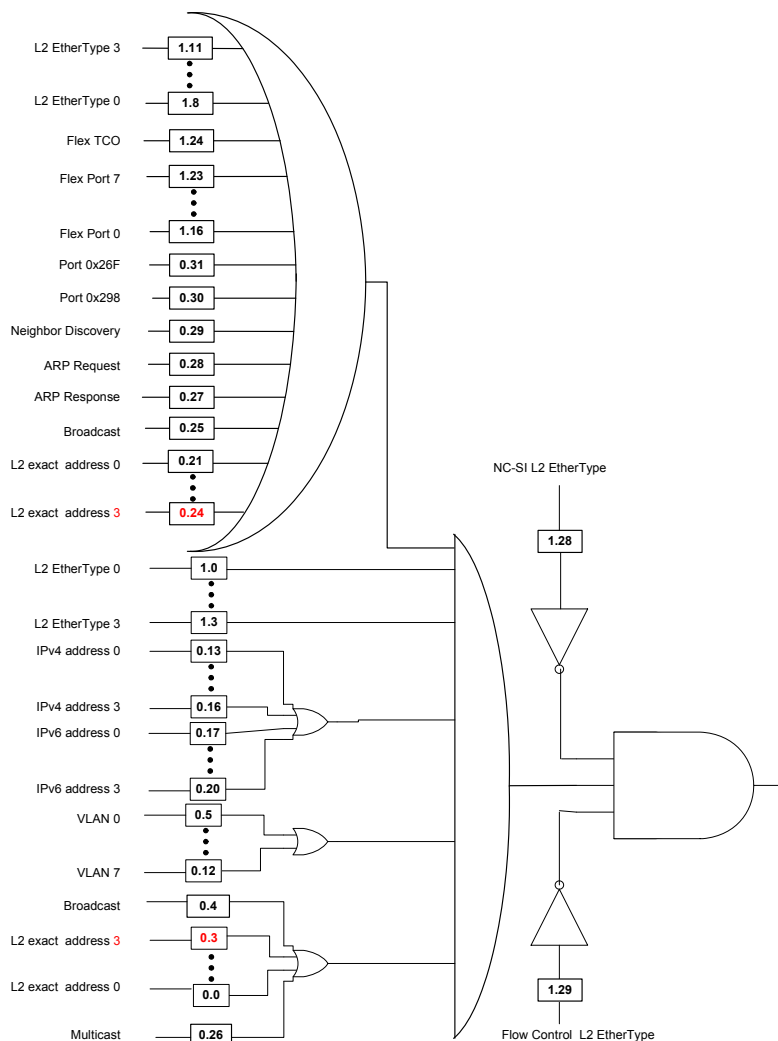 L2 EtherType 3 1.11
L2 EtherType 0 1.8
Flex TCO 1.24
Flex Port 7 1.23
Flex Port 0 1.16
Port 0x26F 0.31
Port 0x298 0.30
Neighbor Discovery 0.29
ARP Request 0.28
ARP Response 0.27
Broadcast 0.25
L2 exact address 0 0.21
L2 exact address 3 0.24
NC-SI L2 EtherType
1.28
L2 EtherType 0 1.0
L2 EtherType 3 1.3
IPv4 address 0 0.13
IPv4 address 3 0.16
IPv6 address 0 0.17
IPv6 address 3 0.20
VLAN 0 0.5
VLAN 7 0.12
Broadcast 0.4
L2 exact address 3 0.3
L2 exact address 0 0.0
Multicast 0.26
1.29
Flow Control L2 EtherType